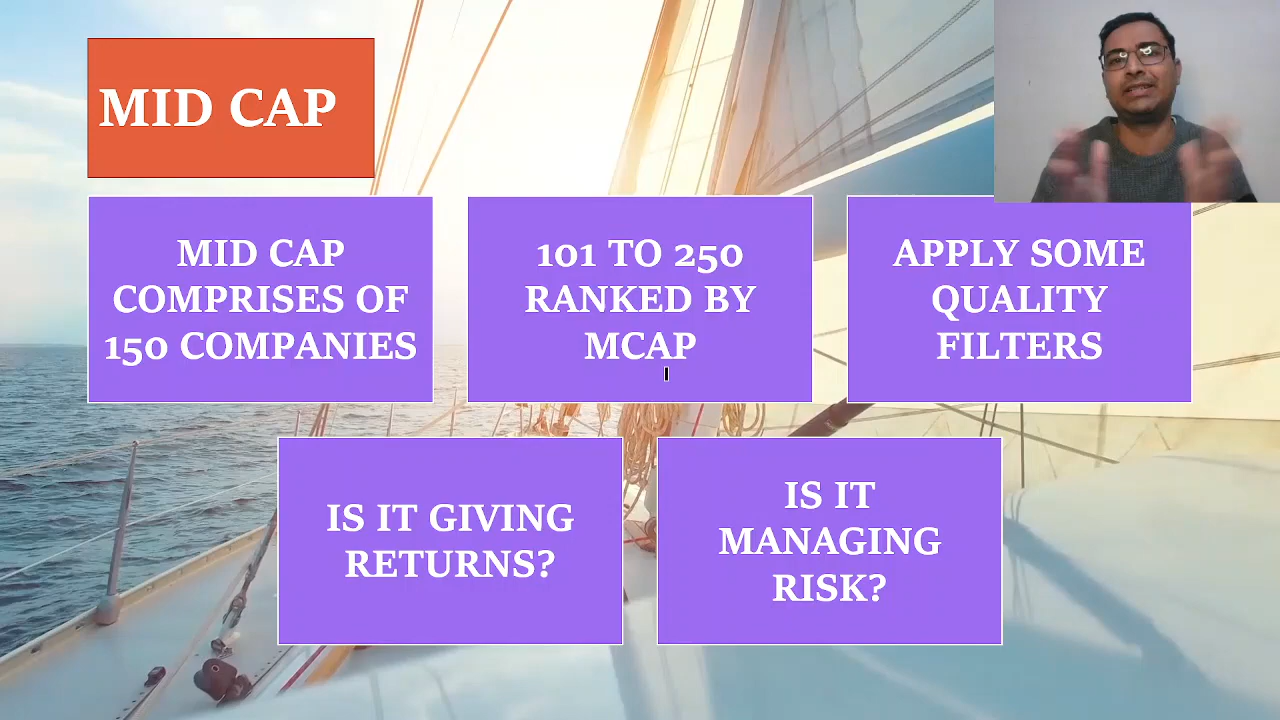 MID CAP
MID CAP
COMPRISES OF
150 COMPANIES
101 TO 250
RANKED BY
MCAP
APPLY SOME
QUALITY
FILTERS
IS IT GIVING
RETURNS?
IS IT
MANAGING
RISK?